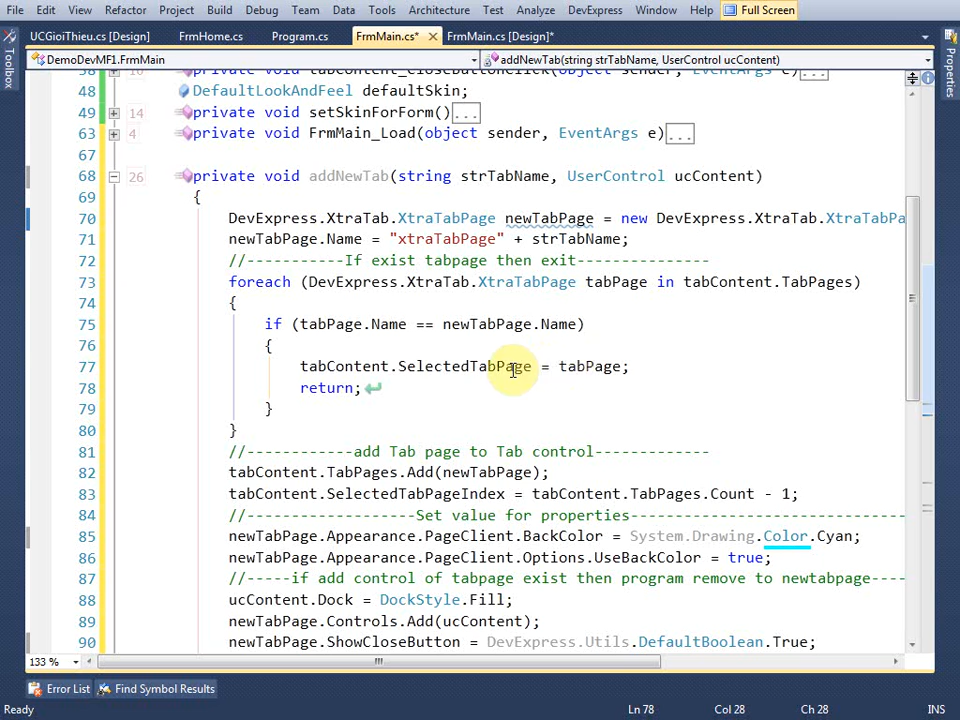 File Edit View Refactor Project Build Debug Team Data Tools Architecture Test Analyze DevExpress Window Help Full Screen
UCGioiThieu.cs [Design] FrmHome.cs Program.cs FrmMain.cs* FrmMain.cs [Design]*
Toolbox
Properties
DemoDevMF1.FrmMain addNewTab(string strTabName, UserControl ucContent)
38 10 private void tabContent_CloseButtonClick(object sender, EventArgs e)...
48 DefaultLookAndFeel defaultSkin;
49 14 private void setSkinForForm()...
63 4 private void FrmMain_Load(object sender, EventArgs e)...
67
68 26 private void addNewTab(string strTabName, UserControl ucContent)
69 {
70 DevExpress.XtraTab.XtraTabPage newTabPage = new DevExpress.XtraTab.XtraTabPa
71 newTabPage.Name = "xtraTabPage" + strTabName;
72 //-----------If exist tabpage then exit---------------
73 foreach (DevExpress.XtraTab.XtraTabPage tabPage in tabContent.TabPages)
74 {
75 if (tabPage.Name == newTabPage.Name)
76 {
77 tabContent.SelectedTabPage = tabPage;
78 return;
79 }
80 }
81 //------------add Tab page to Tab control-------------
82 tabContent.TabPages.Add(newTabPage);
83 tabContent.SelectedTabPageIndex = tabContent.TabPages.Count - 1;
84 //-------------------Set value for properties-------------------------------
85 newTabPage.Appearance.PageClient.BackColor = System.Drawing.Color.Cyan;
86 newTabPage.Appearance.PageClient.Options.UseBackColor = true;
87 //-----if add control of tabpage exist then program remove to newtabpage----
88 ucContent.Dock = DockStyle.Fill;
89 newTabPage.Controls.Add(ucContent);
90 newTabPage.ShowCloseButton = DevExpress.Utils.DefaultBoolean.True;
133 %
Error List Find Symbol Results
Ready Ln 78 Col 28 Ch 28 INS